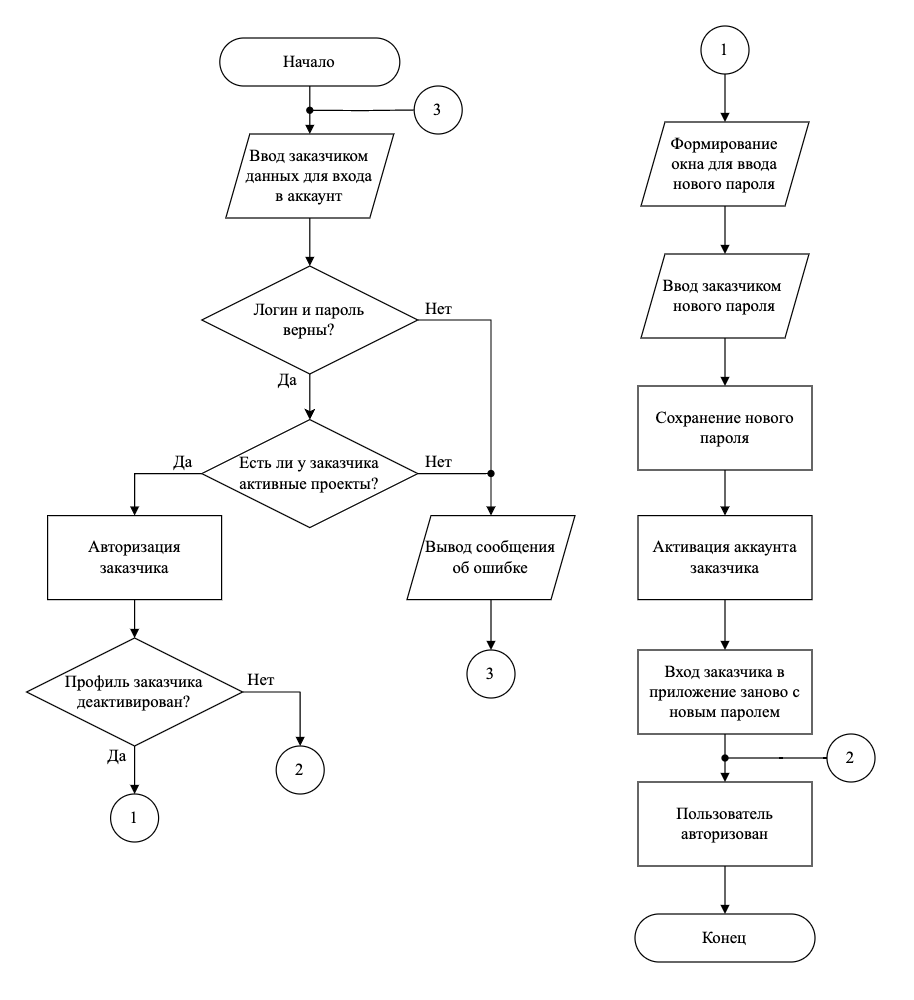 Начало
3
Ввод заказчиком
данных для входа
в аккаунт
Логин и пароль
верны?
Нет
Да
Есть ли у заказчика
активные проекты?
Да
Нет
Авторизация
заказчика
Вывод сообщения
об ошибке
3
Профиль заказчика
деактивирован?
Нет
Да
2
1
1
Формирование
окна для ввода
нового пароля
Ввод заказчиком
нового пароля
Сохранение нового
пароля
Активация аккаунта
заказчика
Вход заказчика в
приложение заново с
новым паролем
2
Пользователь
авторизован
Конец